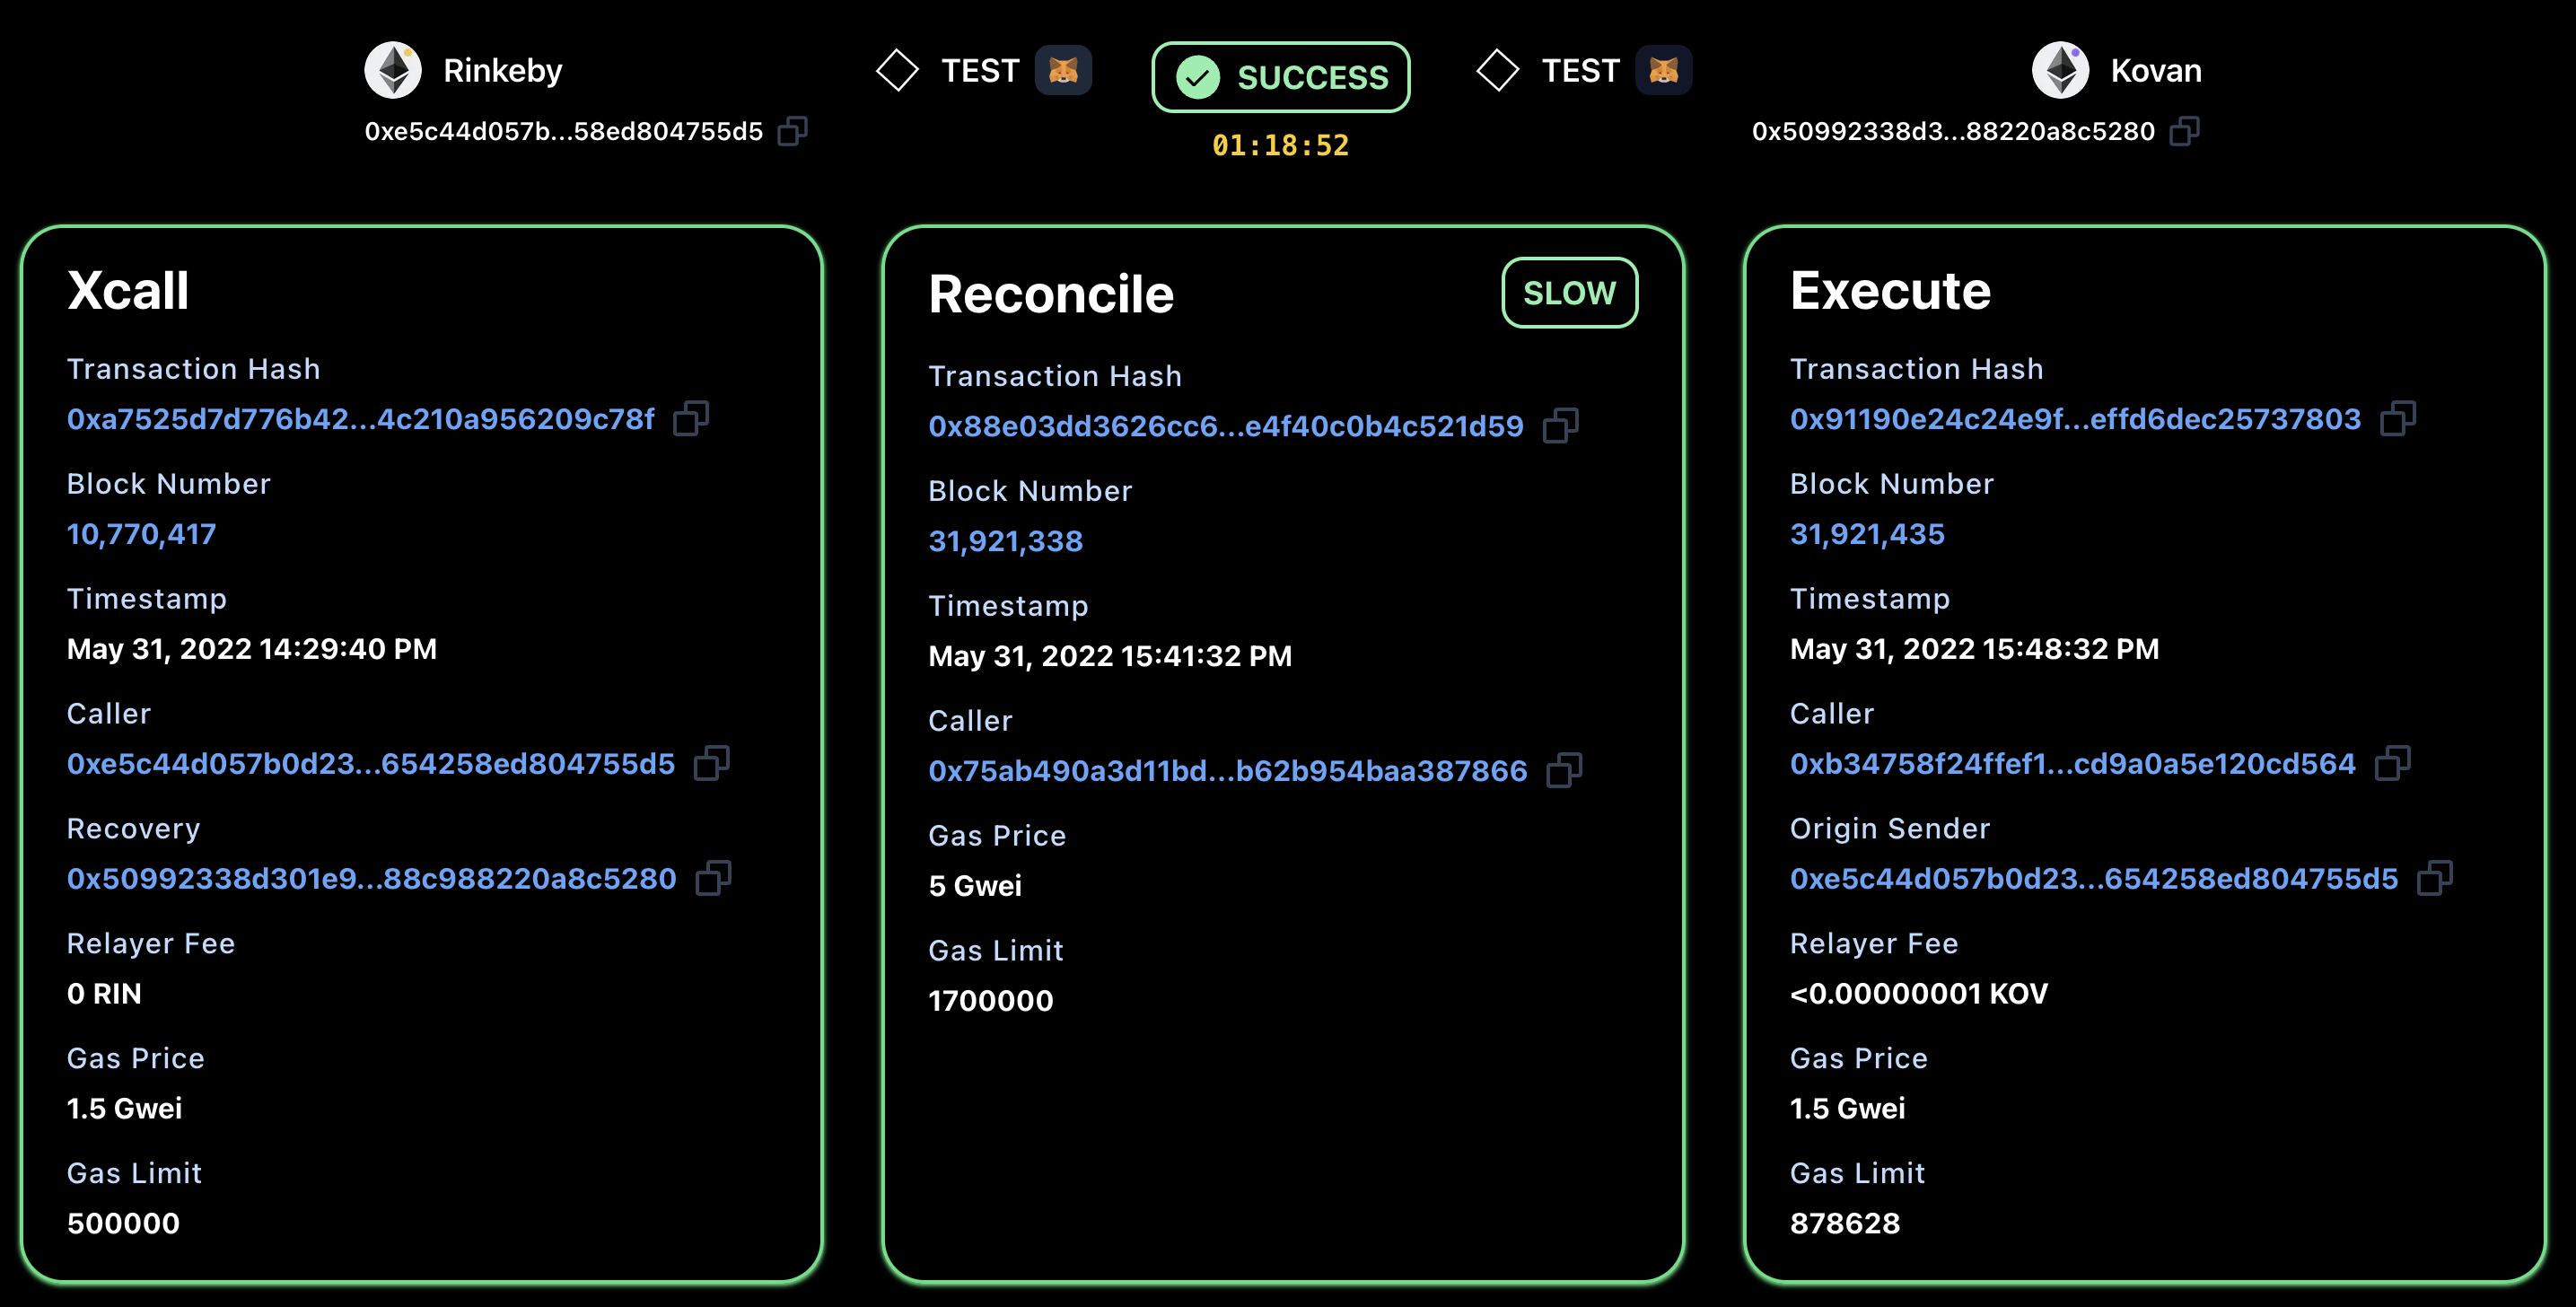 Rinkeby
0xe5c44d057b...58ed804755d5
TEST
SUCCESS
01:18:52
TEST
Kovan
0x50992338d3...88220a8c5280
Xcall
Transaction Hash
0xa7525d7d776b42...4c210a956209c78f
Block Number
10,770,417
Timestamp
May 31, 2022 14:29:40 PM
Caller
0xe5c44d057b0d23...654258ed804755d5
Recovery
0x50992338d301e9...88c988220a8c5280
Relayer Fee
0 RIN
Gas Price
1.5 Gwei
Gas Limit
500000
Reconcile
SLOW
Transaction Hash
0x88e03dd3626cc6...e4f40c0b4c521d59
Block Number
31,921,338
Timestamp
May 31, 2022 15:41:32 PM
Caller
0x75ab490a3d11bd...b62b954baa387866
Gas Price
5 Gwei
Gas Limit
1700000
Execute
Transaction Hash
0x91190e24c24e9f...effd6dec25737803
Block Number
31,921,435
Timestamp
May 31, 2022 15:48:32 PM
Caller
0xb34758f24ffef1...cd9a0a5e120cd564
Origin Sender
0xe5c44d057b0d23...654258ed804755d5
Relayer Fee
<0.00000001 KOV
Gas Price
1.5 Gwei
Gas Limit
878628